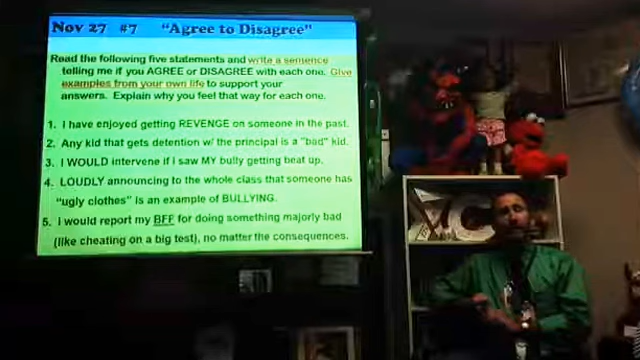 Nov 27 #7 "Agree to Disagree"
Read the following five statements and write a sentence
telling me if you AGREE or DISAGREE with each one. Give
examples from your own life to support your
answers. Explain why you feel that way for each one.
1. I have enjoyed getting REVENGE on someone in the past.
2. Any kid that gets detention w/ the principal is a "bad" kid.
3. I WOULD intervene if I saw MY bully getting beat up.
4. LOUDLY announcing to the whole class that someone has
"ugly clothes" is an example of BULLYING.
5. I would report my BFF for doing something majorly bad
(like cheating on a big test), no matter the consequences.